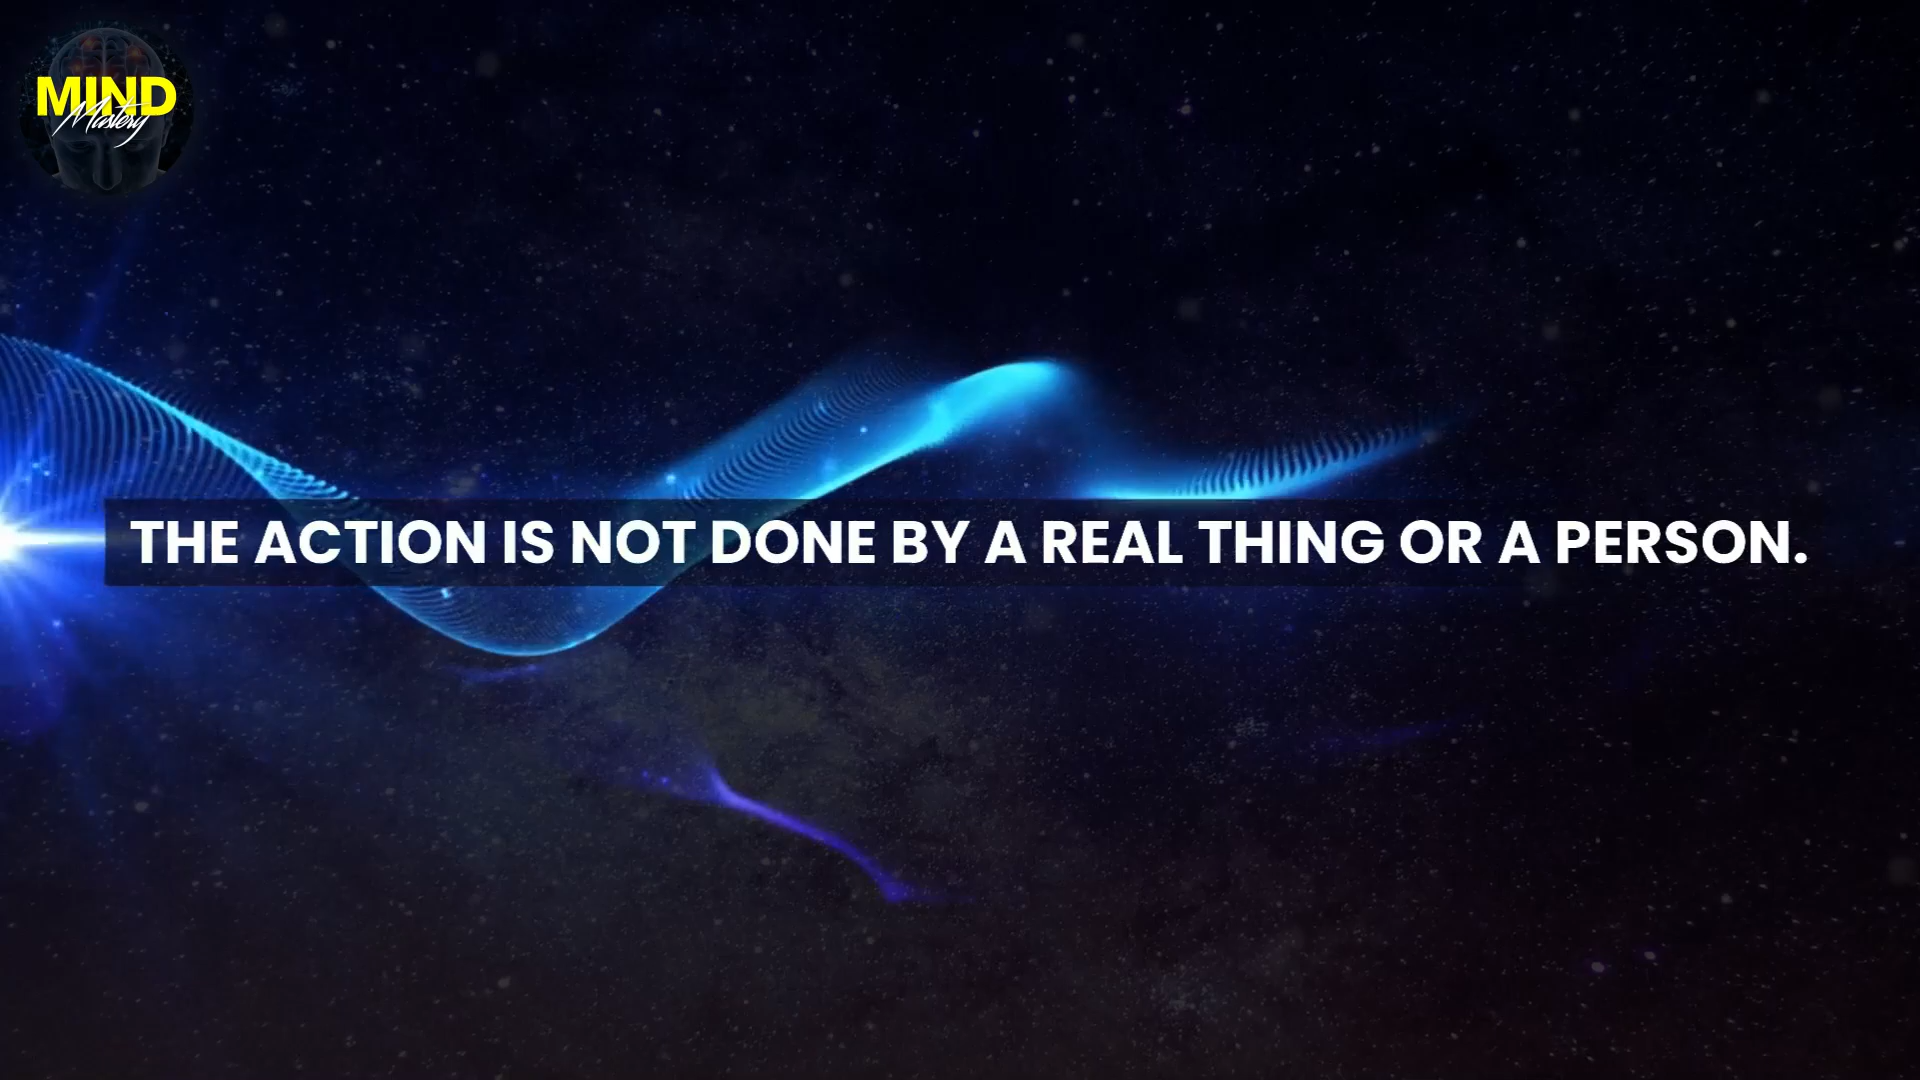 MIND
Mastery
THE ACTION IS NOT DONE BY A REAL THING OR A PERSON.